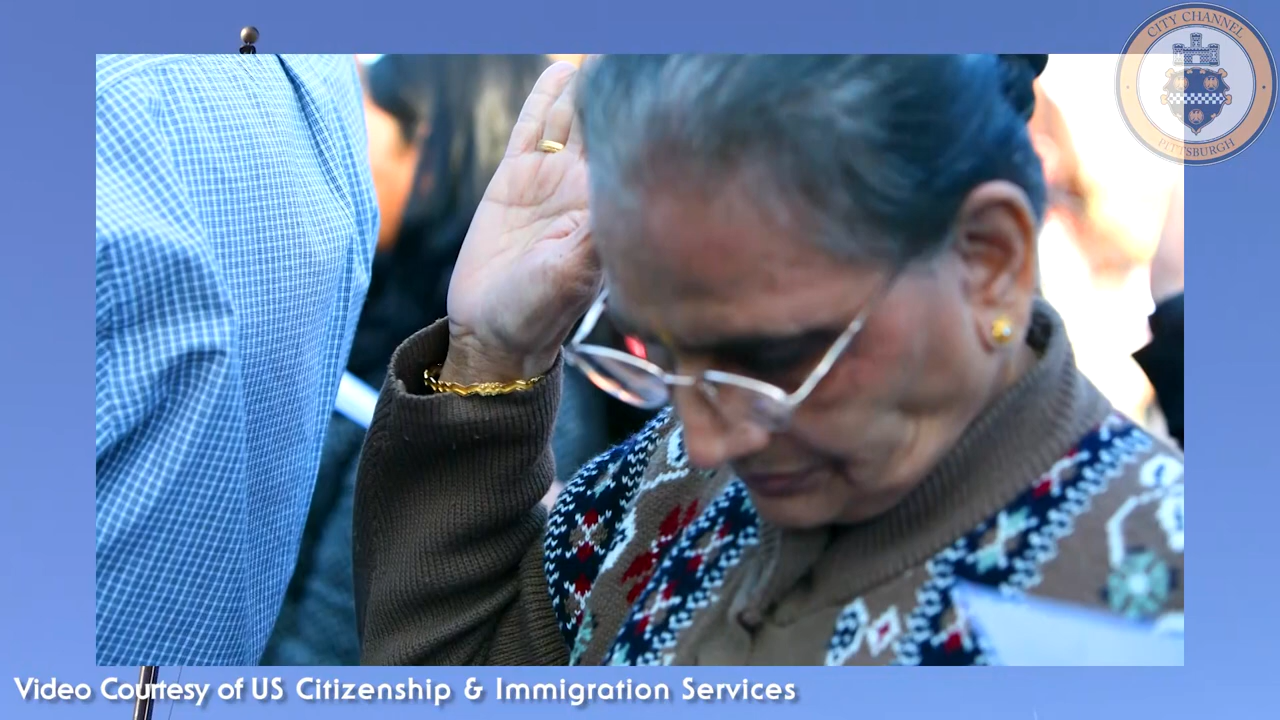 CITY CHANNEL
PITTSBURGH
Video Courtesy of US Citizenship & Immigration Services